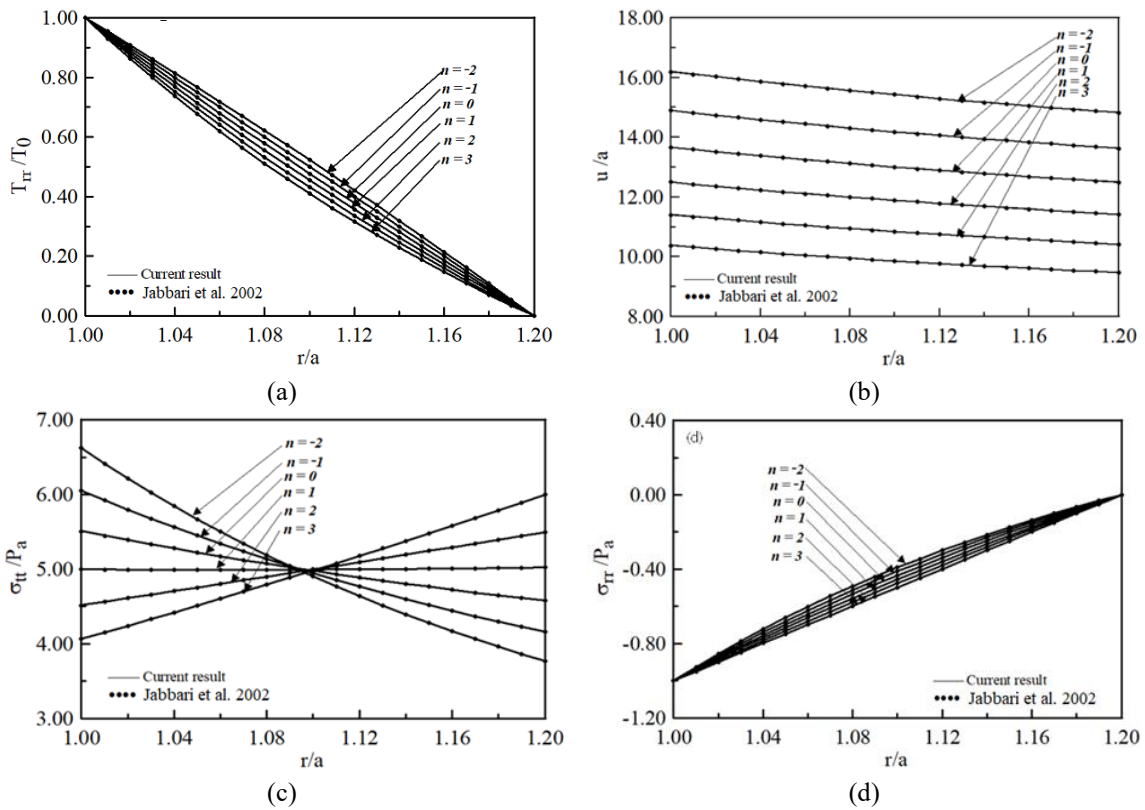 1.00
0.80
0.60
0.40
0.20
0.00
T_rr /T_0
n = -2
n = -1
n = 0
n = 1
n = 2
n = 3
Current result
Jabbari et al. 2002
1.00 1.04 1.08 1.12 1.16 1.20
r/a
(a)
18.00
16.00
14.00
12.00
10.00
8.00
u /a
n = -2
n = -1
n = 0
n = 1
n = 2
n = 3
Current result
Jabbari et al. 2002
1.00 1.04 1.08 1.12 1.16 1.20
r/a
(b)
7.00
6.00
5.00
4.00
3.00
σ_tt /P_a
n = -2
n = -1
n = 0
n = 1
n = 2
n = 3
Current result
Jabbari et al. 2002
1.00 1.04 1.08 1.12 1.16 1.20
r/a
(c)
0.40
0.00
-0.40
-0.80
-1.20
σ_rr /P_a
(d)
n = -2
n = -1
n = 0
n = 1
n = 2
n = 3
Current result
Jabbari et al. 2002
1.00 1.04 1.08 1.12 1.16 1.20
r/a
(d)